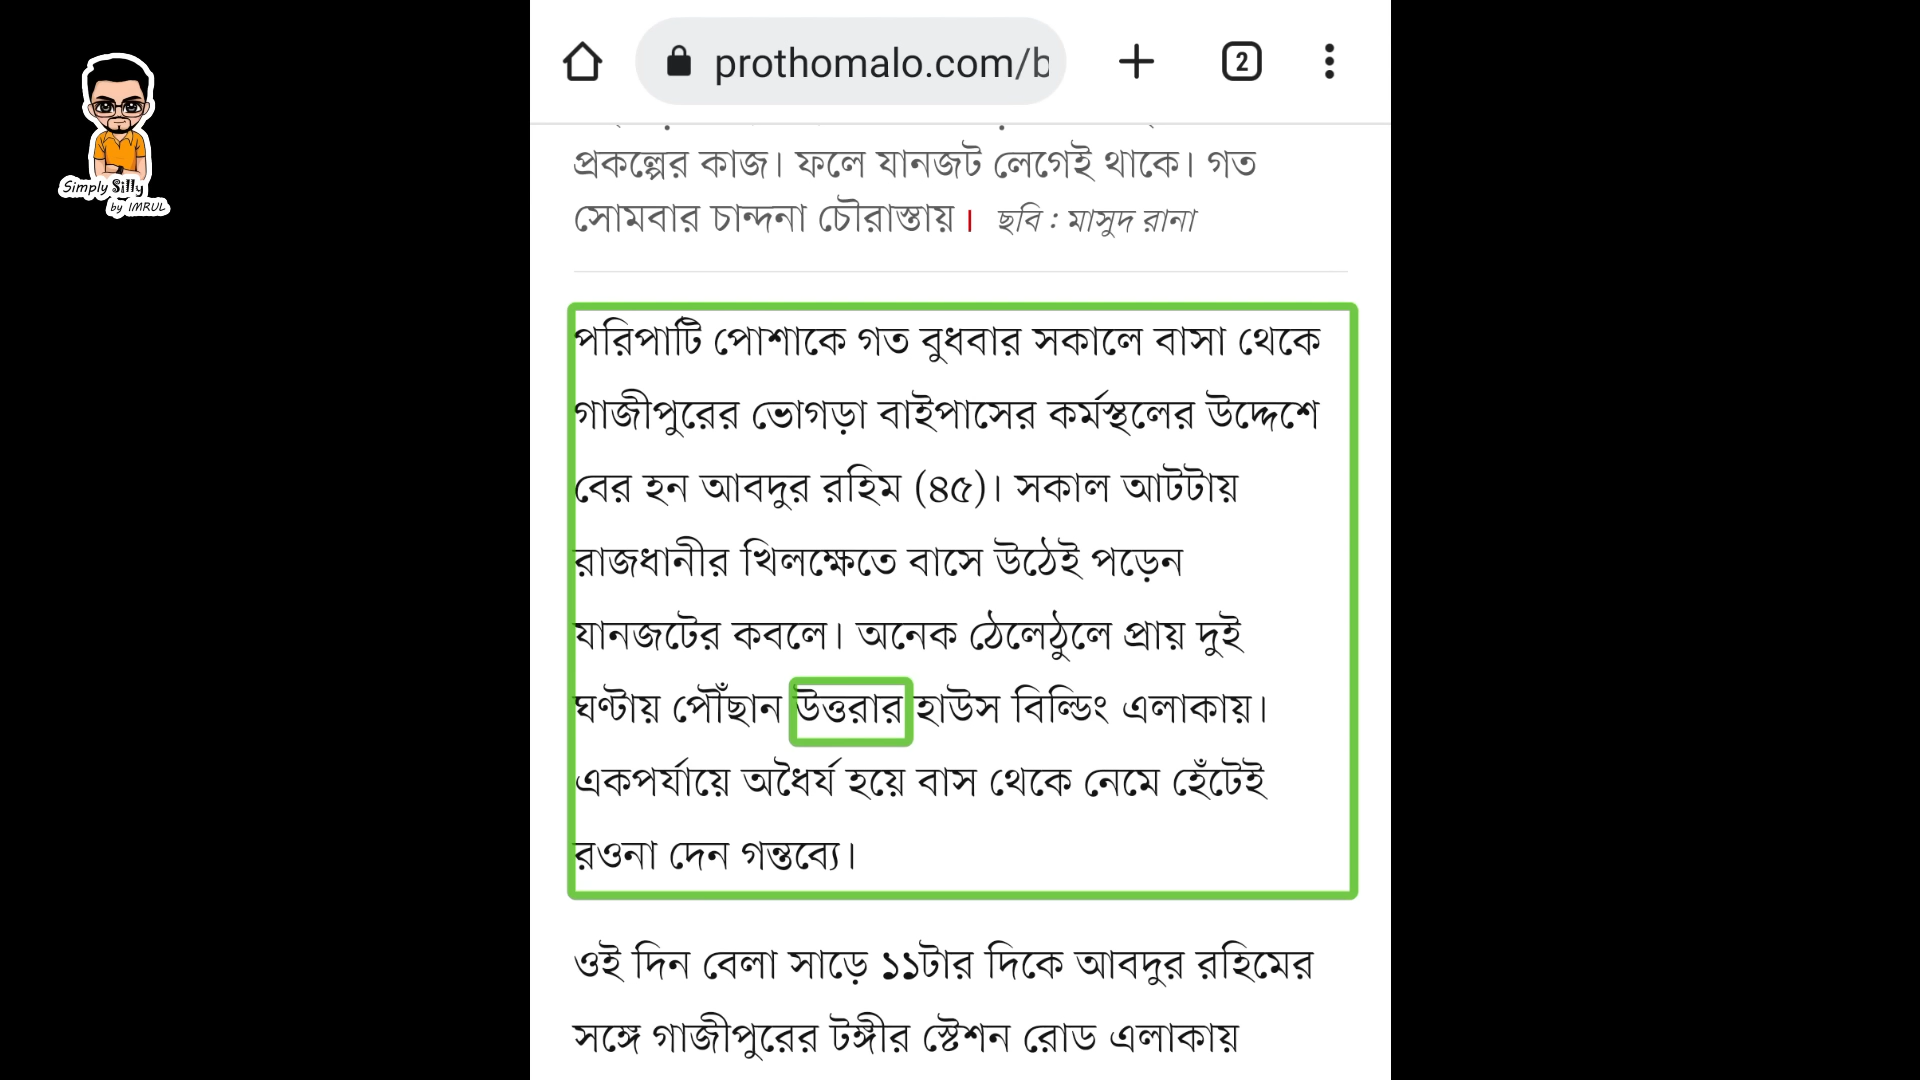 Simply Silly
by IMRUL
prothomalo.com/b
2
প্রকল্পের কাজ। ফলে যানজট লেগেই থাকে। গত
সোমবার চান্দনা চৌরাস্তায়। ছবি : মাসুদ রানা
পরিপাটি পোশাকে গত বুধবার সকালে বাসা থেকে
গাজীপুরের ভোগড়া বাইপাসের কর্মস্থলের উদ্দেশে
বের হন আবদুর রহিম (৪৫)। সকাল আটটায়
রাজধানীর খিলক্ষেতে বাসে উঠেই পড়েন
যানজটের কবলে। অনেক ঠেলেঠুলে প্রায় দুই
ঘণ্টায় পৌঁছান উত্তরার হাউস বিল্ডিং এলাকায়।
একপর্যায়ে অধৈর্য হয়ে বাস থেকে নেমে হেঁটেই
রওনা দেন গন্তব্যে।
ওই দিন বেলা সাড়ে ১১টার দিকে আবদুর রহিমের
সঙ্গে গাজীপুরের টঙ্গীর স্টেশন রোড এলাকায়